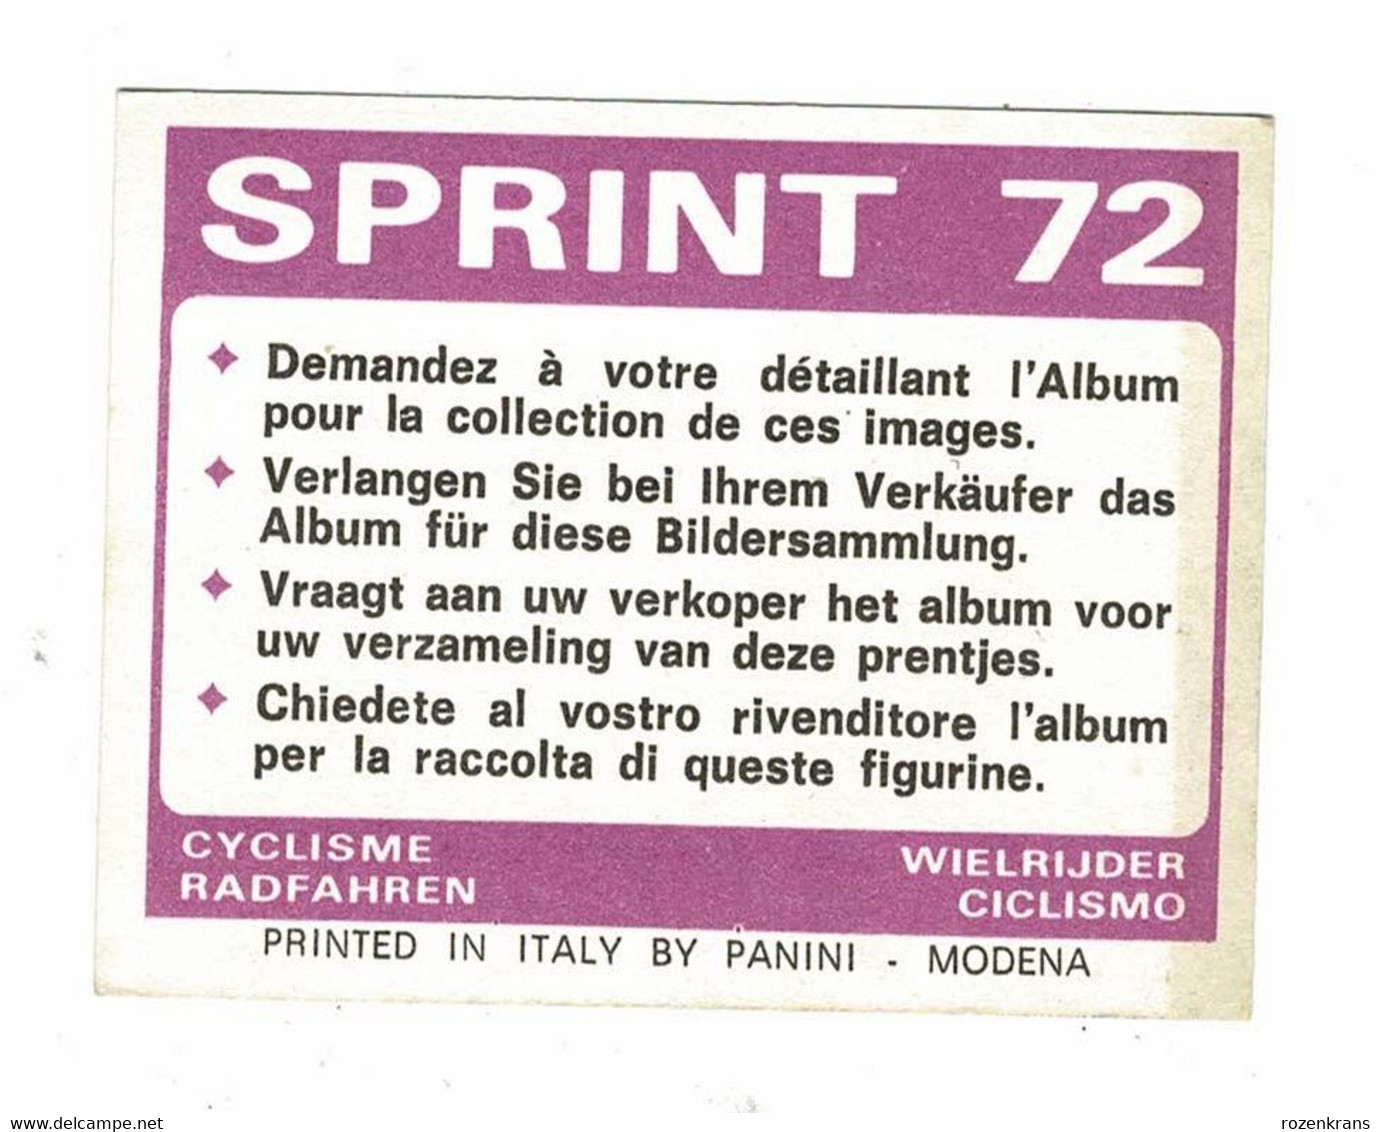 SPRINT 72
Demandez à votre détaillant l'Album
pour la collection de ces images.
Verlangen Sie bei Ihrem Verkäufer das
Album für diese Bildersammlung.
Vraagt aan uw verkoper het album voor
uw verzameling van deze prentjes.
Chiedete al vostro rivenditore l'album
per la raccolta di queste figurine.
CYCLISME
RADFAHREN
WIELRIJDER
CICLISMO
PRINTED IN ITALY BY PANINI - MODENA
www.delcampe.net
rozenkrans